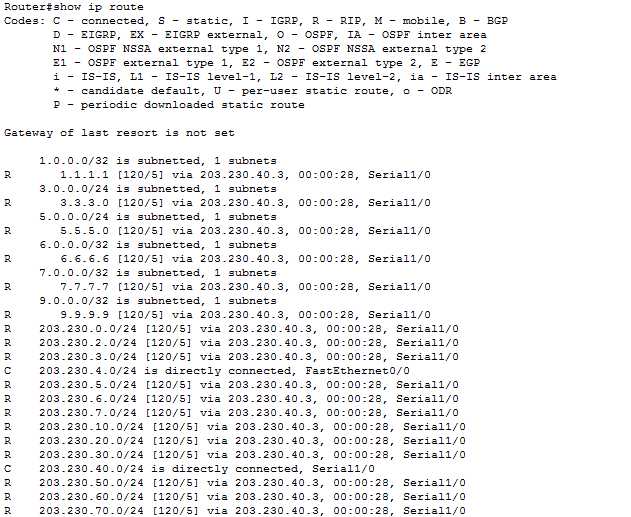 Router#show ip route
Codes: C - connected, S - static, I - IGRP, R - RIP, M - mobile, B - BGP
       D - EIGRP, EX - EIGRP external, O - OSPF, IA - OSPF inter area
       N1 - OSPF NSSA external type 1, N2 - OSPF NSSA external type 2
       E1 - OSPF external type 1, E2 - OSPF external type 2, E - EGP
       i - IS-IS, L1 - IS-IS level-1, L2 - IS-IS level-2, ia - IS-IS inter area
       * - candidate default, U - per-user static route, o - ODR
       P - periodic downloaded static route
Gateway of last resort is not set
     1.0.0.0/32 is subnetted, 1 subnets
R       1.1.1.1 [120/5] via 203.230.40.3, 00:00:28, Serial1/0
     3.0.0.0/24 is subnetted, 1 subnets
R       3.3.3.0 [120/5] via 203.230.40.3, 00:00:28, Serial1/0
     5.0.0.0/24 is subnetted, 1 subnets
R       5.5.5.0 [120/5] via 203.230.40.3, 00:00:28, Serial1/0
     6.0.0.0/32 is subnetted, 1 subnets
R       6.6.6.6 [120/5] via 203.230.40.3, 00:00:28, Serial1/0
     7.0.0.0/32 is subnetted, 1 subnets
R       7.7.7.7 [120/5] via 203.230.40.3, 00:00:28, Serial1/0
     9.0.0.0/32 is subnetted, 1 subnets
R       9.9.9.9 [120/5] via 203.230.40.3, 00:00:28, Serial1/0
R    203.230.0.0/24 [120/5] via 203.230.40.3, 00:00:28, Serial1/0
R    203.230.2.0/24 [120/5] via 203.230.40.3, 00:00:28, Serial1/0
R    203.230.3.0/24 [120/5] via 203.230.40.3, 00:00:28, Serial1/0
C    203.230.4.0/24 is directly connected, FastEthernet0/0
R    203.230.5.0/24 [120/5] via 203.230.40.3, 00:00:28, Serial1/0
R    203.230.6.0/24 [120/5] via 203.230.40.3, 00:00:28, Serial1/0
R    203.230.7.0/24 [120/5] via 203.230.40.3, 00:00:28, Serial1/0
R    203.230.10.0/24 [120/5] via 203.230.40.3, 00:00:28, Serial1/0
R    203.230.20.0/24 [120/5] via 203.230.40.3, 00:00:28, Serial1/0
R    203.230.30.0/24 [120/5] via 203.230.40.3, 00:00:28, Serial1/0
C    203.230.40.0/24 is directly connected, Serial1/0
R    203.230.50.0/24 [120/5] via 203.230.40.3, 00:00:28, Serial1/0
R    203.230.60.0/24 [120/5] via 203.230.40.3, 00:00:28, Serial1/0
R    203.230.70.0/24 [120/5] via 203.230.40.3, 00:00:28, Serial1/0